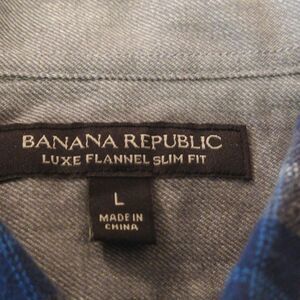 BANANA REPUBLIC
LUXE FLANNEL SLIM FIT
L
MADE IN
CHINA